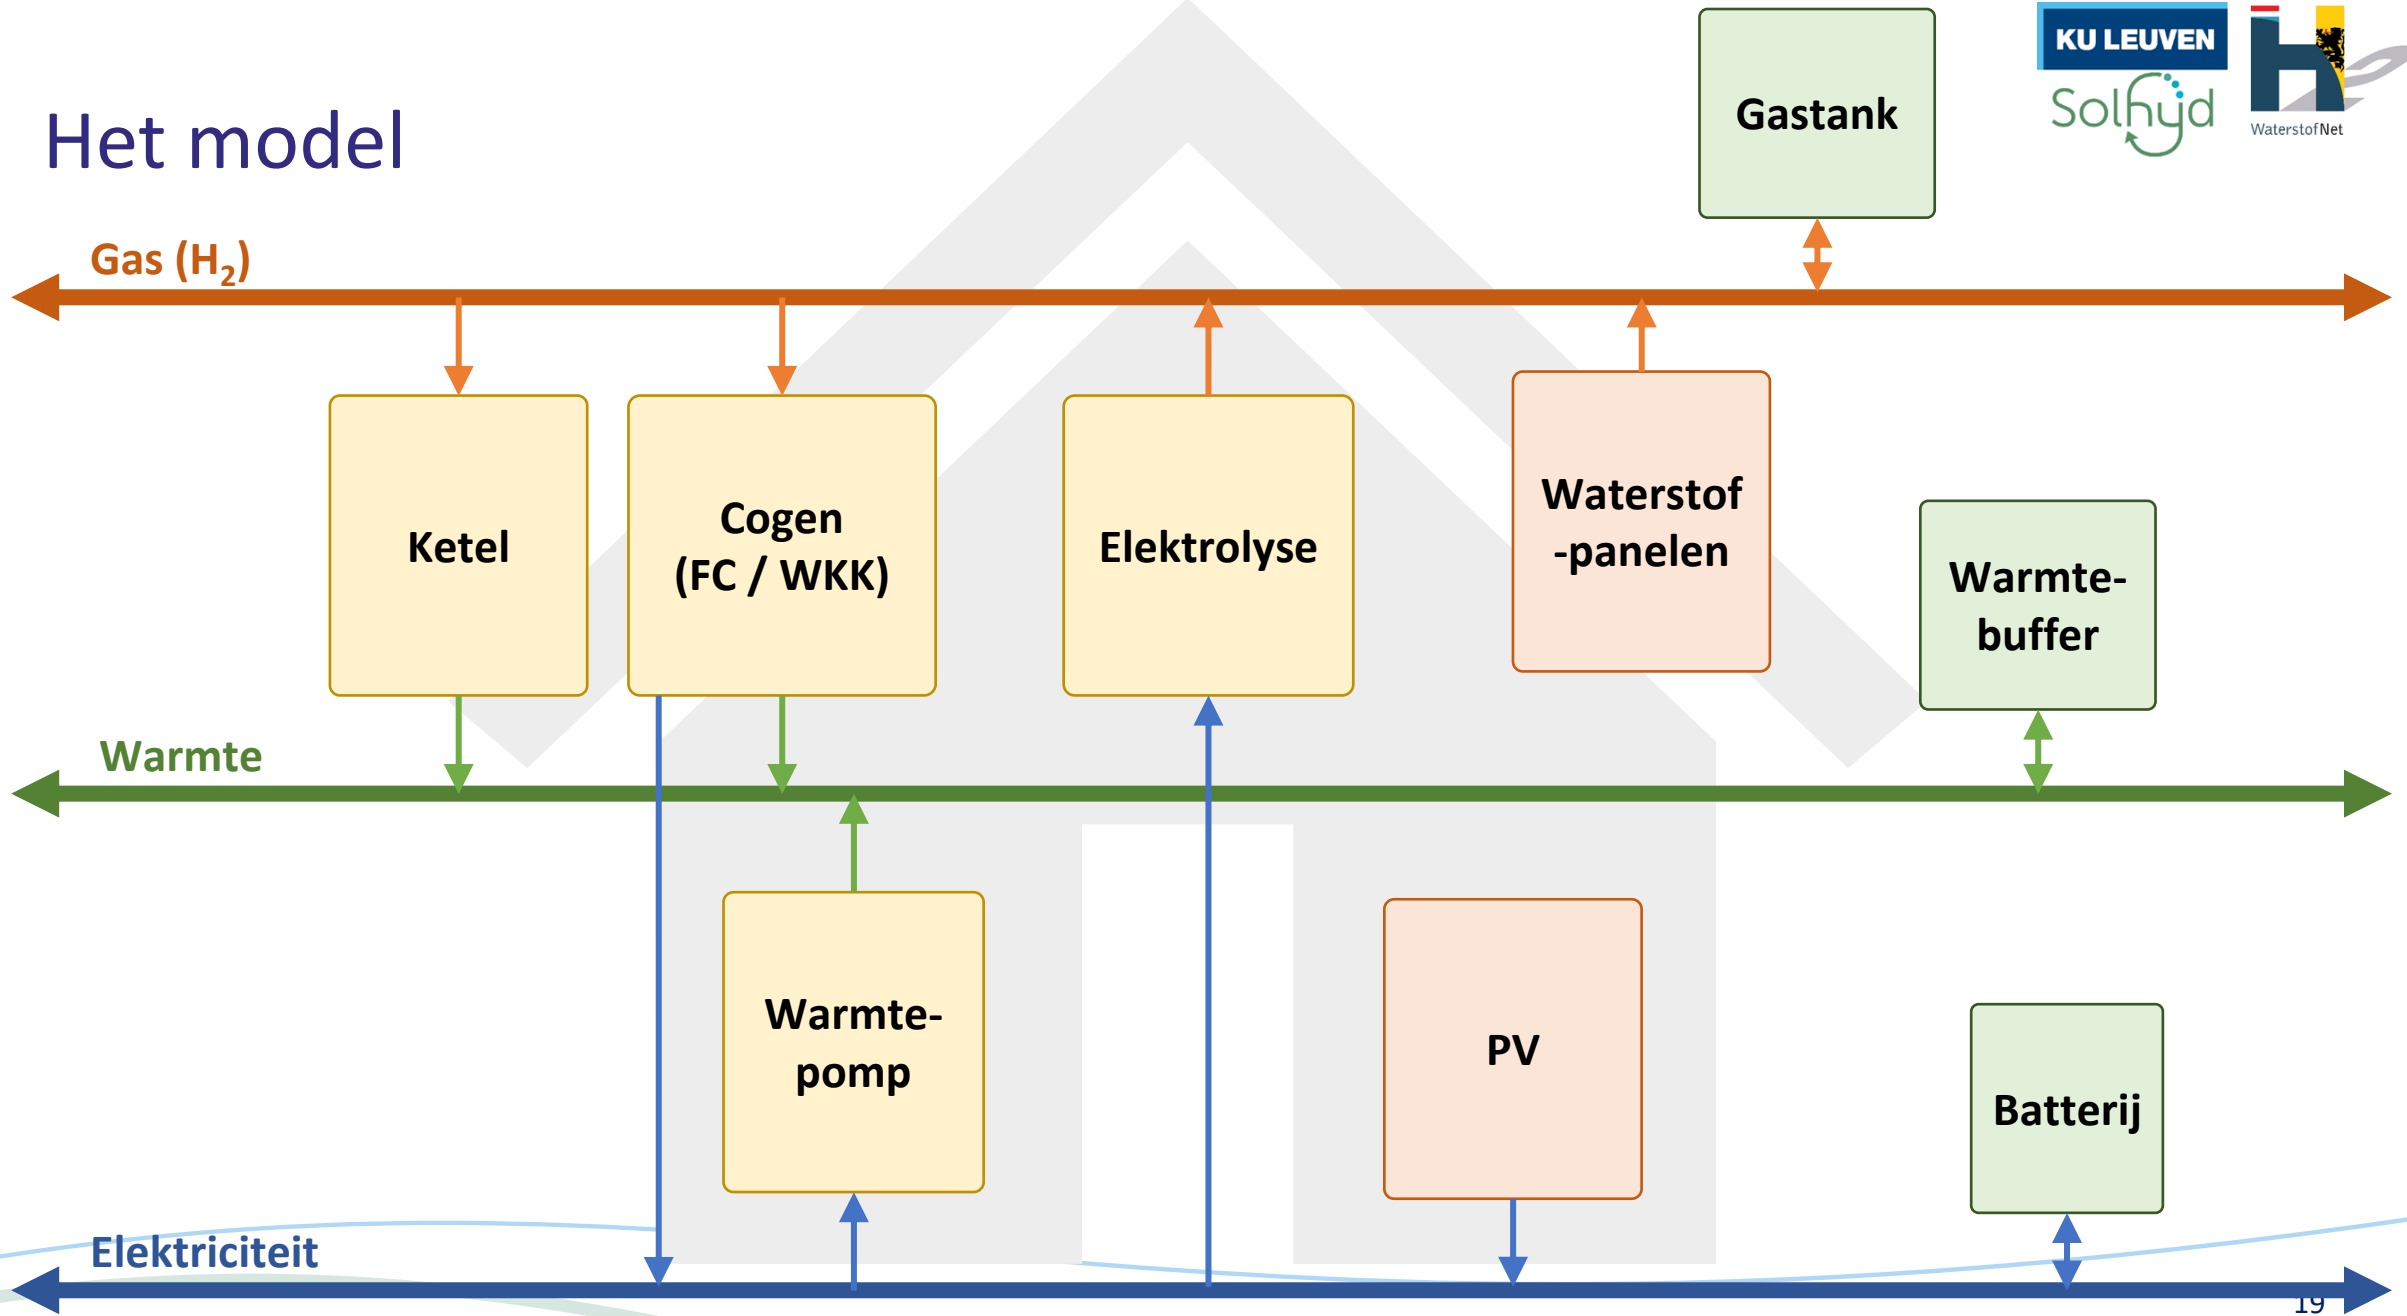 Het model
Gastank
KU LEUVEN
Solhyd
WaterstofNet
Gas (H₂)
Ketel
Cogen
(FC / WKK)
Elektrolyse
Waterstof
-panelen
Warmte-
buffer
Warmte
Warmte-
pomp
PV
Batterij
Elektriciteit
19